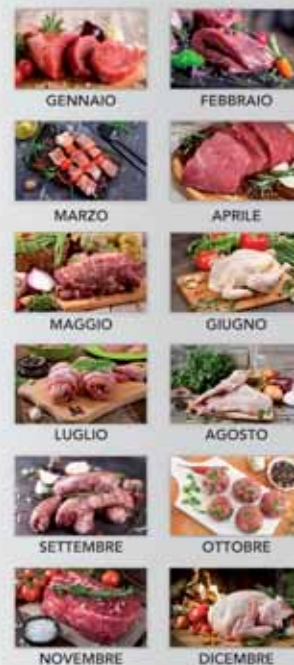 GENNAIO
FEBBRAIO
MARZO
APRILE
MAGGIO
GIUGNO
LUGLIO
AGOSTO
SETTEMBRE
OTTOBRE
NOVEMBRE
DICEMBRE